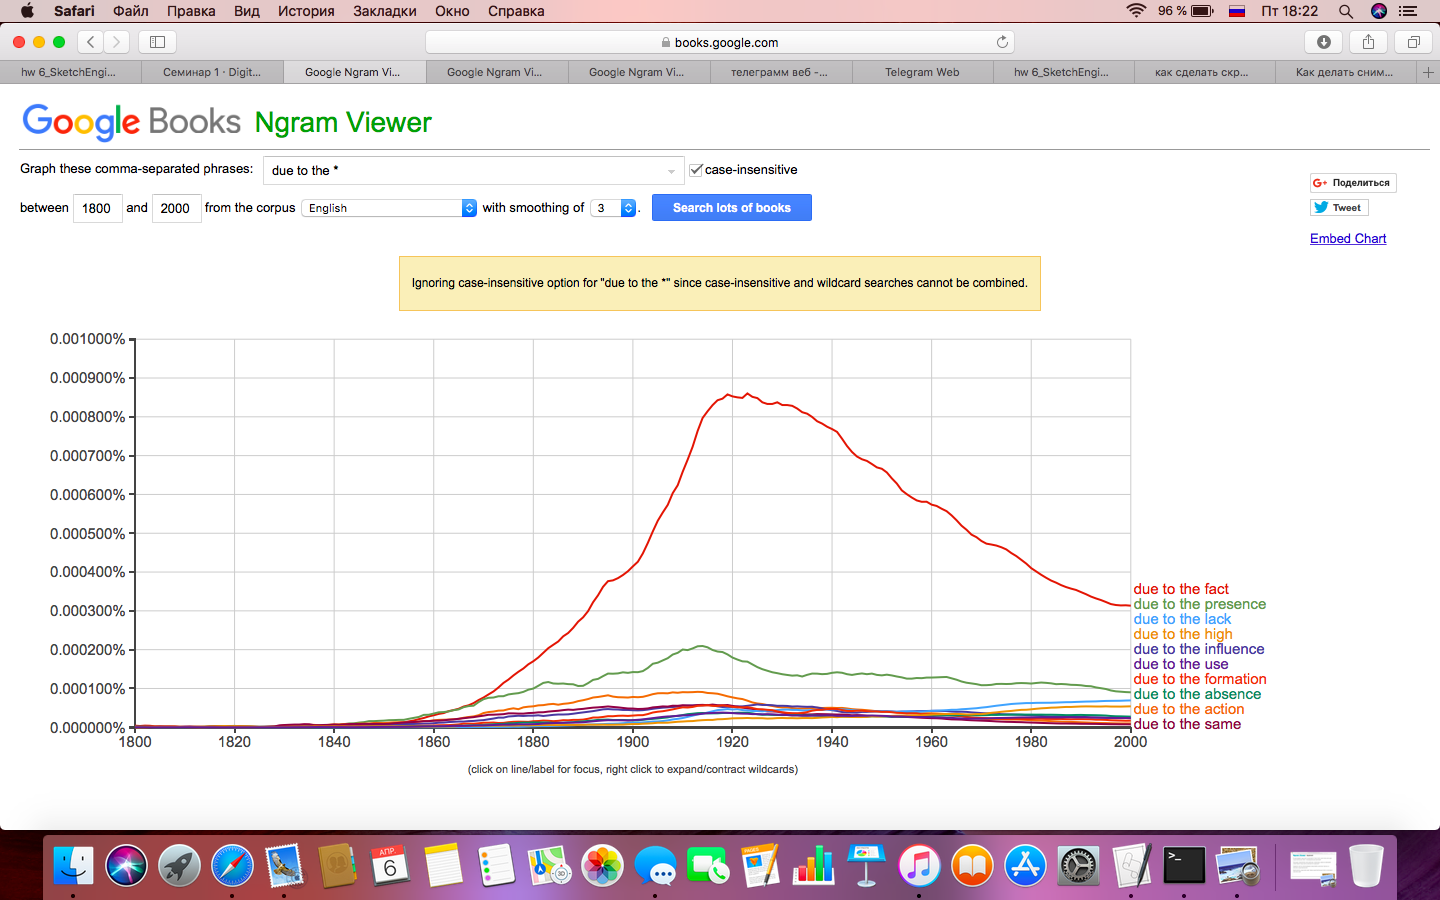 Safari Файл Правка Вид История Закладки Окно Справка 96 % Пт 18:22
books.google.com
hw 6_SketchEngi... Семинар 1 · Digit... Google Ngram Vi... Google Ngram Vi... Google Ngram Vi... телеграмм веб -... Telegram Web hw 6_SketchEngi... как сделать скр... Как делать сним...
Google Books Ngram Viewer
Graph these comma-separated phrases: due to the * case-insensitive
between 1800 and 2000 from the corpus English with smoothing of 3 . Search lots of books
G+ Поделиться
Tweet
Embed Chart
Ignoring case-insensitive option for "due to the *" since case-insensitive and wildcard searches cannot be combined.
0.001000%
0.000900%
0.000800%
0.000700%
0.000600%
0.000500%
0.000400%
0.000300%
0.000200%
0.000100%
0.000000%
1800 1820 1840 1860 1880 1900 1920 1940 1960 1980 2000
due to the fact
due to the presence
due to the lack
due to the high
due to the influence
due to the use
due to the formation
due to the absence
due to the action
due to the same
(click on line/label for focus, right click to expand/contract wildcards)
АПР.
6
3D
>_